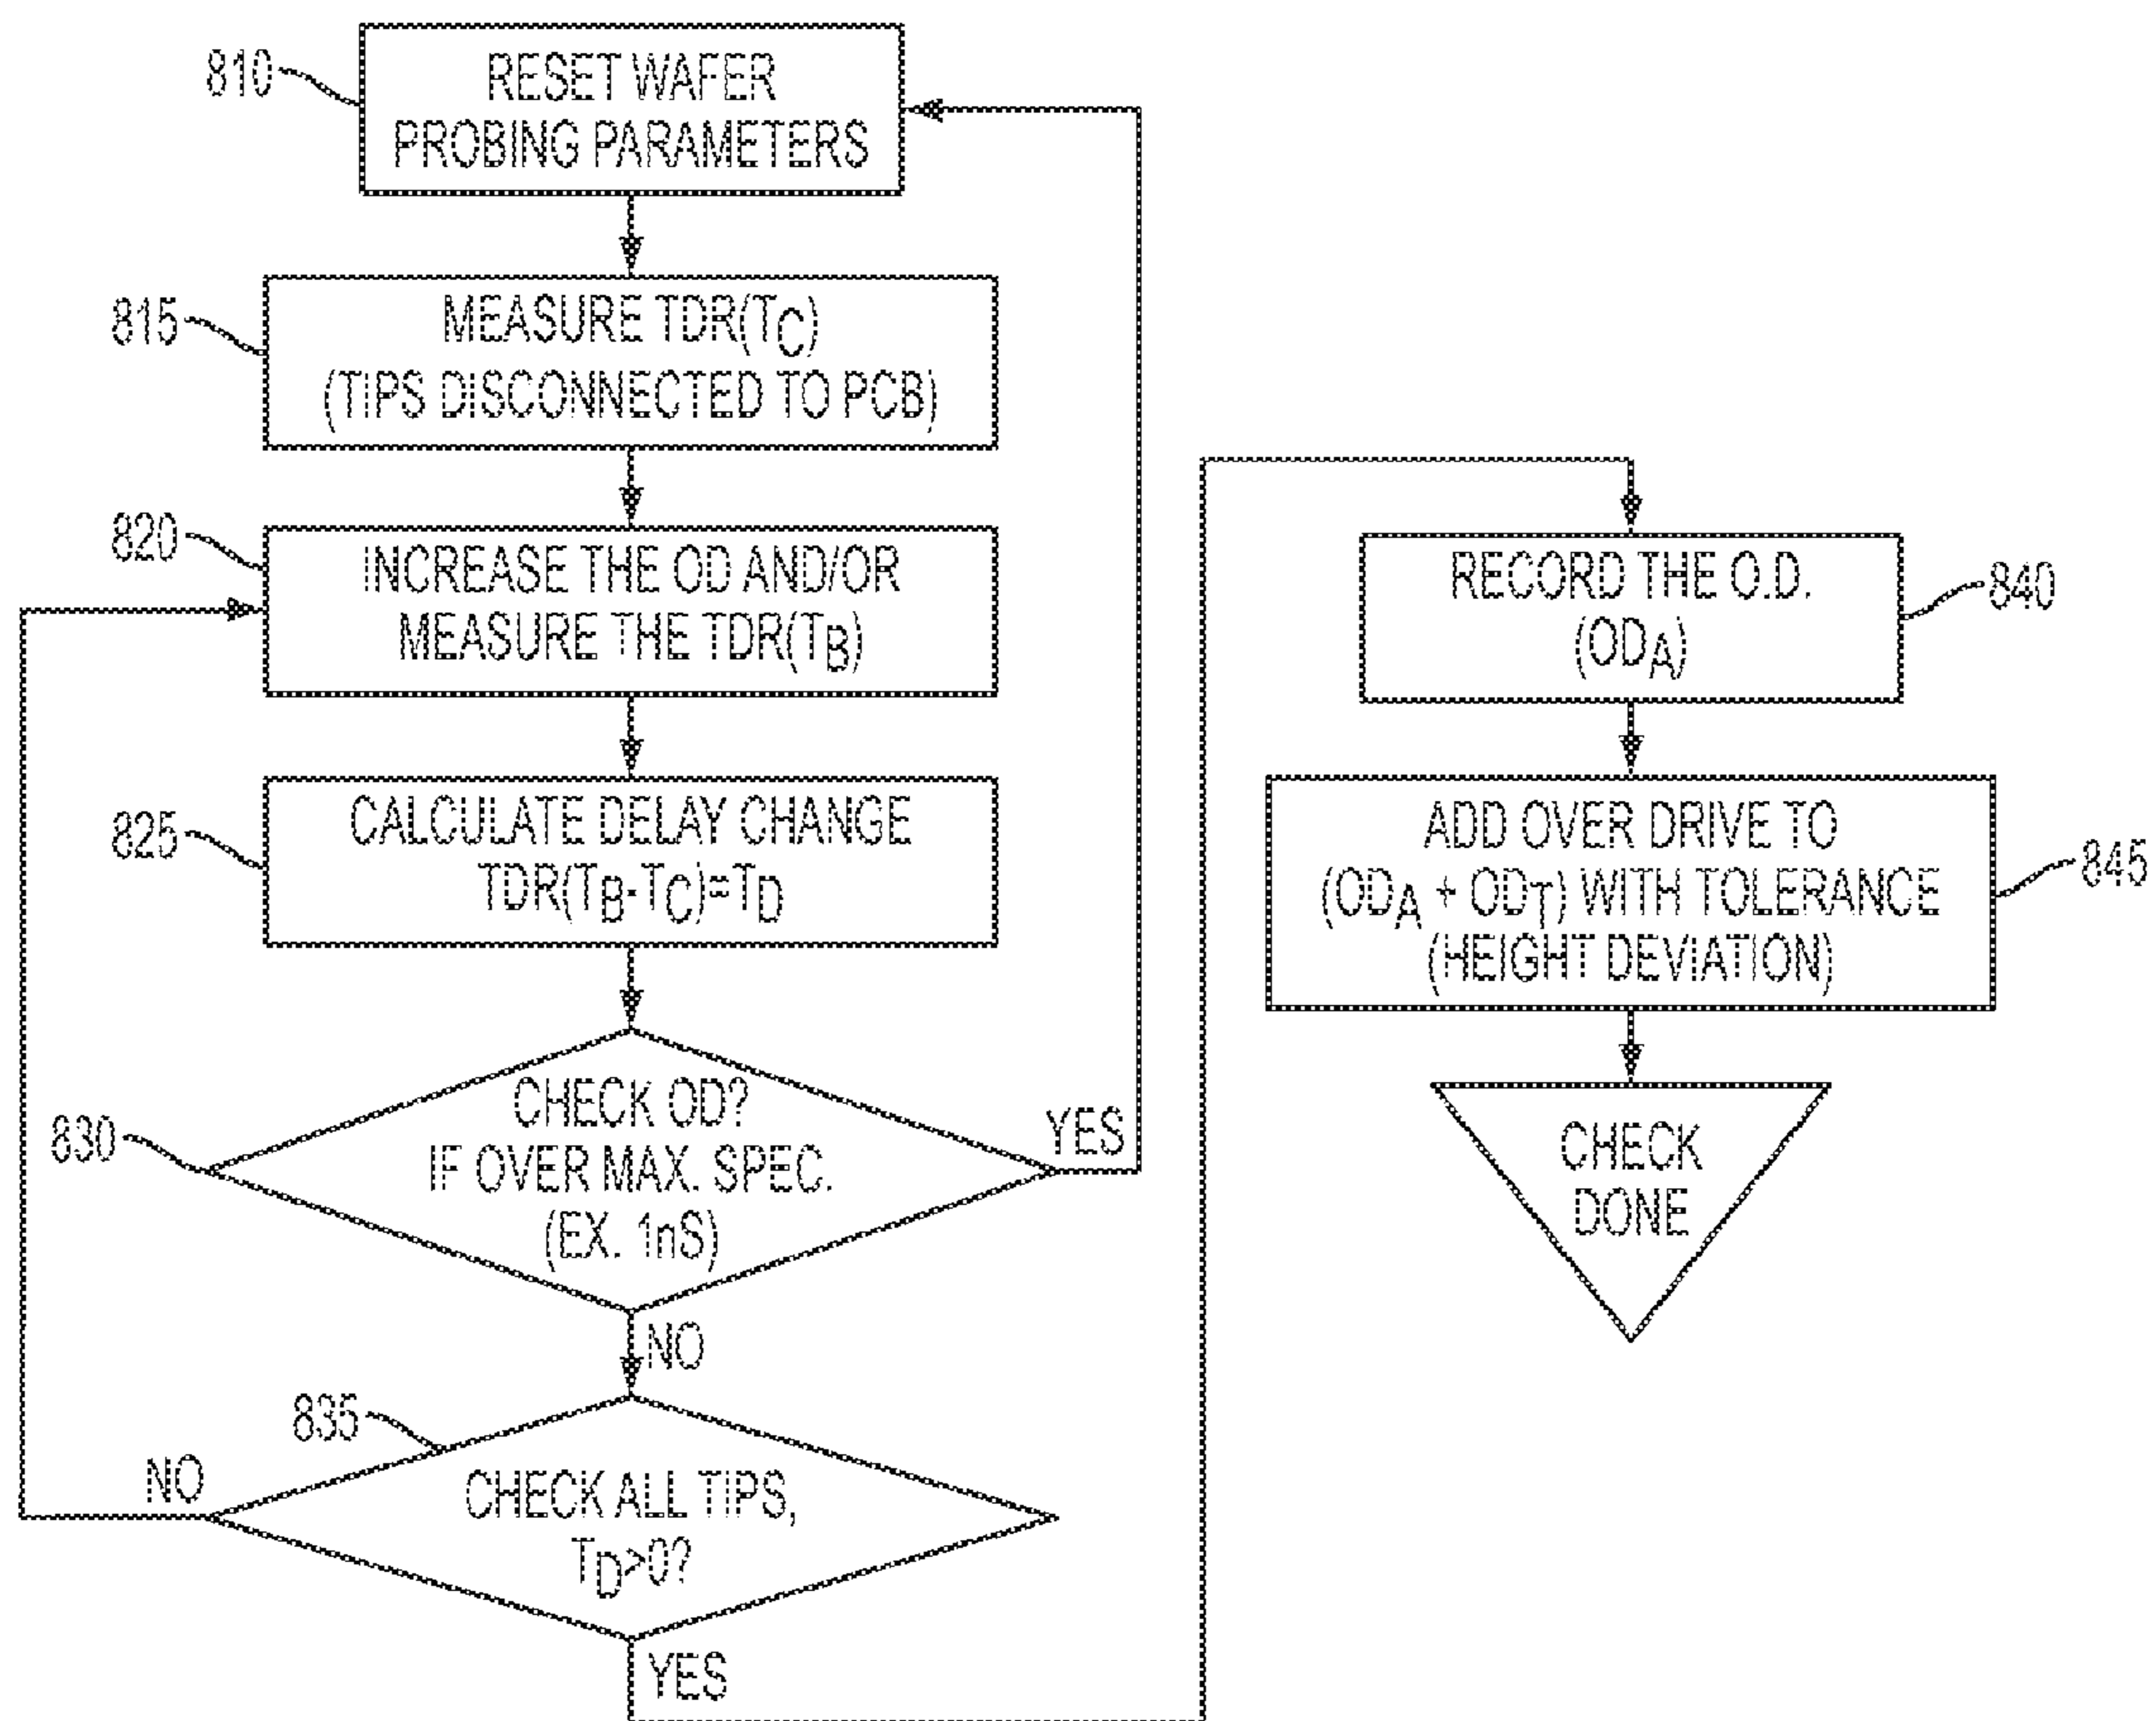 810
RESET WAFER
PROBING PARAMETERS
815
MEASURE TDR(TC)
(TIPS DISCONNECTED TO PCB)
820
INCREASE THE OD AND/OR
MEASURE THE TDR(TB)
825
CALCULATE DELAY CHANGE
TDR(TB-TC)=TD
830
CHECK OD?
IF OVER MAX. SPEC.
(EX. 1nS)
YES
NO
835
CHECK ALL TIPS,
TD>0?
NO
YES
RECORD THE O.D.
(ODA)
840
ADD OVER DRIVE TO
(ODA + ODT) WITH TOLERANCE
(HEIGHT DEVIATION)
845
CHECK
DONE